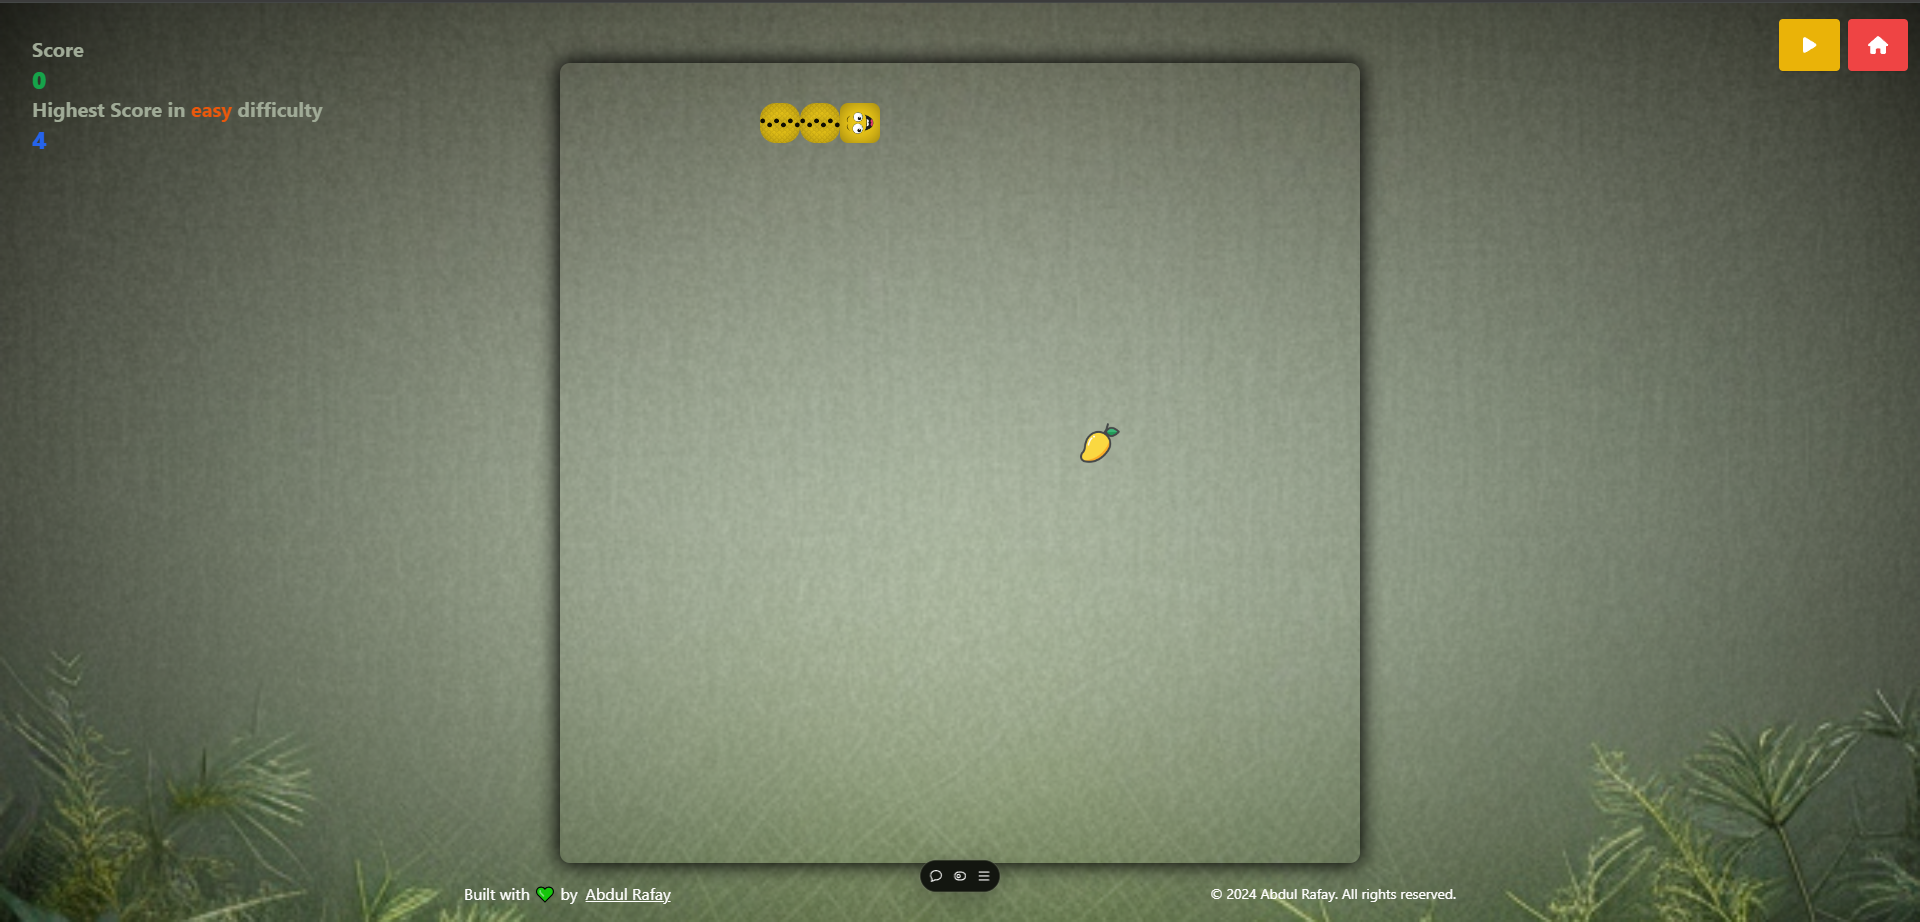 Score
0
Highest Score in easy difficulty
4
Built with 💚 by Abdul Rafay
© 2024 Abdul Rafay. All rights reserved.